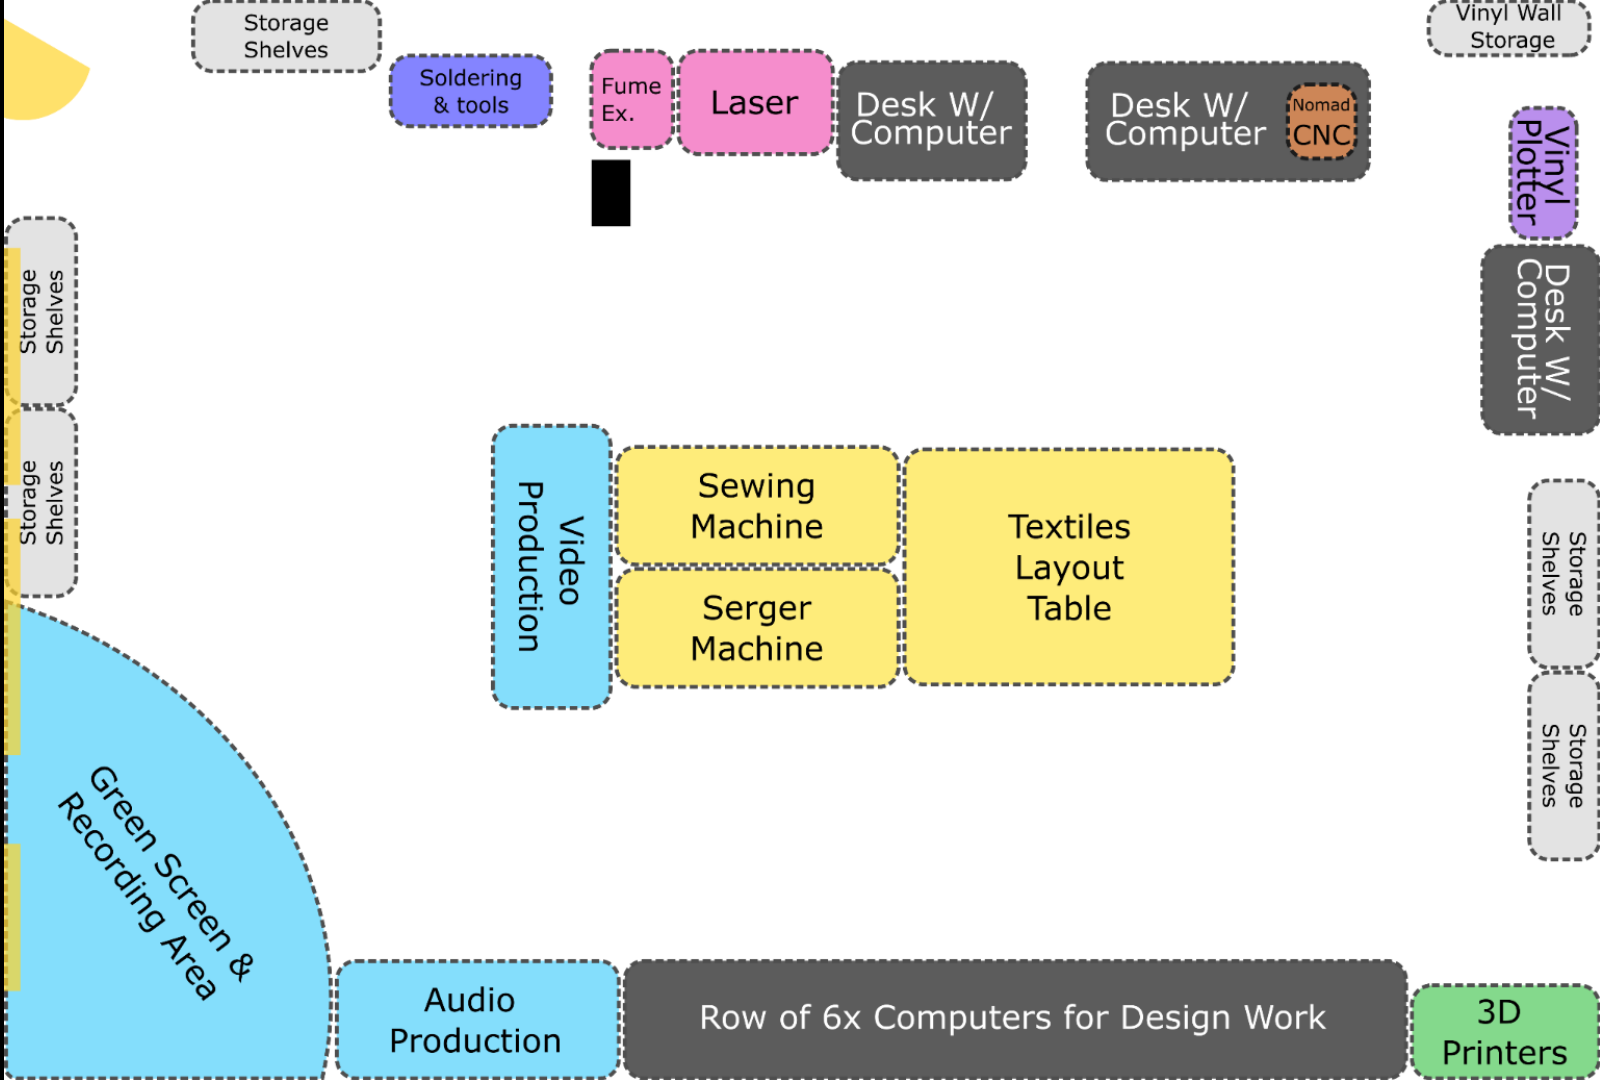 Storage
Shelves
Soldering
& tools
Fume
Ex.
Laser
Desk W/
Computer
Desk W/
Computer
Nomad
CNC
Vinyl Wall
Storage
Vinyl
Plotter
Desk W/
Computer
Storage
Shelves
Storage
Shelves
Video
Production
Sewing
Machine
Serger
Machine
Textiles
Layout
Table
Storage
Shelves
Storage
Shelves
Green Screen &
Recording Area
Audio
Production
Row of 6x Computers for Design Work
3D
Printers